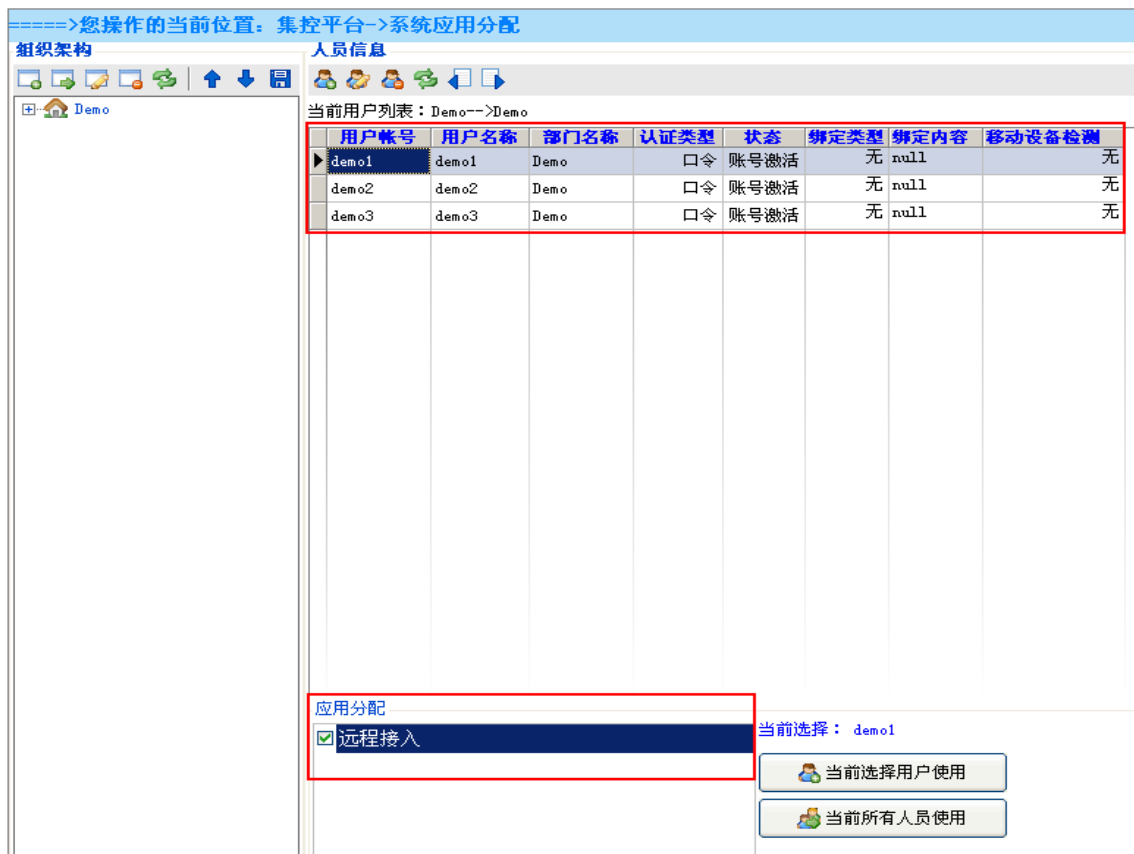 =====>您操作的当前位置：集控平台->系统应用分配
组织架构
人员信息
Demo
当前用户列表：Demo-->Demo
用户帐号 用户名称 部门名称 认证类型 状态 绑定类型 绑定内容 移动设备检测
demo1 demo1 Demo 口令 账号激活 无 null 无
demo2 demo2 Demo 口令 账号激活 无 null 无
demo3 demo3 Demo 口令 账号激活 无 null 无
应用分配
远程接入
当前选择： demo1
当前选择用户使用
当前所有人员使用